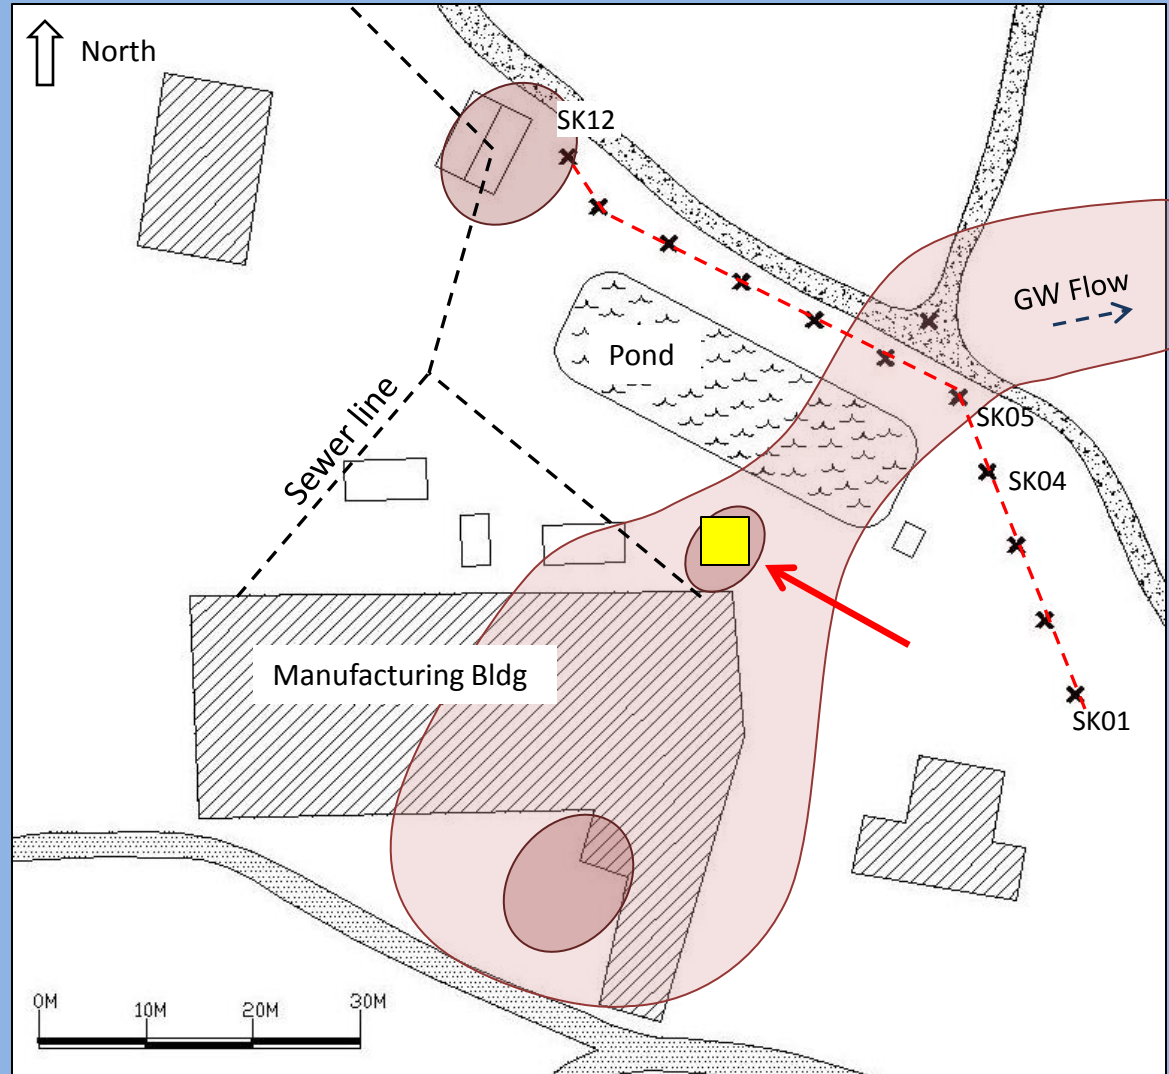 North
SK12
GW Flow
Pond
SK05
Sewer line
SK04
Manufacturing Bldg
SK01
0M
10M
20M
30M